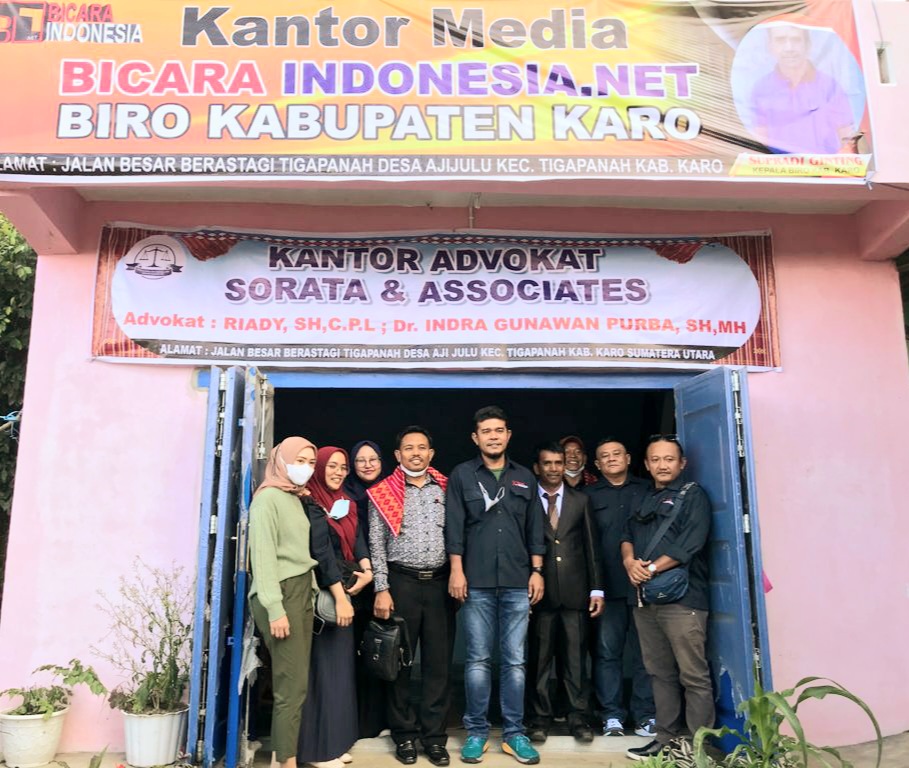 BICARA
INDONESIA
.NET
Kantor Media
BICARA INDONESIA.NET
BIRO KABUPATEN KARO
ALAMAT : JALAN BESAR BERASTAGI TIGAPANAH DESA AJIJULU KEC. TIGAPANAH KAB. KARO
SUPRADI GINTING
KEPALA BIRO KAB. KARO
KANTOR ADVOKAT
SORATA & ASSOCIATES
Advokat : RIADY, SH,C.P.L ; Dr. INDRA GUNAWAN PURBA, SH,MH
ALAMAT : JALAN BESAR BERASTAGI TIGAPANAH DESA AJI JULU KEC. TIGAPANAH KAB. KARO SUMATERA UTARA